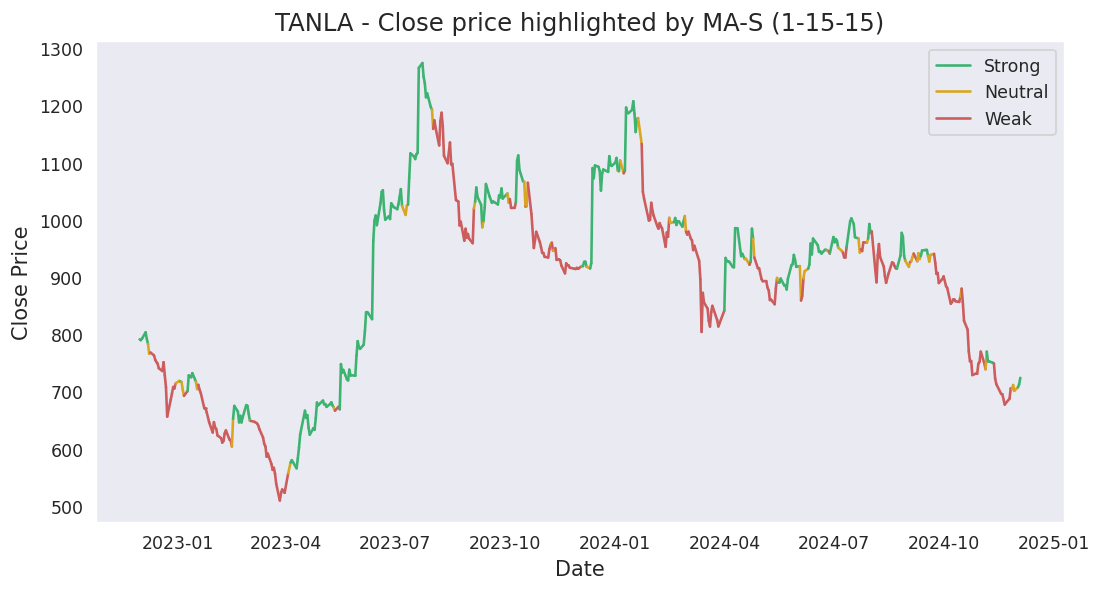 TANLA - Close price highlighted by MA-S (1-15-15)
Strong
Neutral
Weak
Close Price
1300
1200
1100
1000
900
800
700
600
500
2023-01 2023-04 2023-07 2023-10 2024-01 2024-04 2024-07 2024-10 2025-01
Date